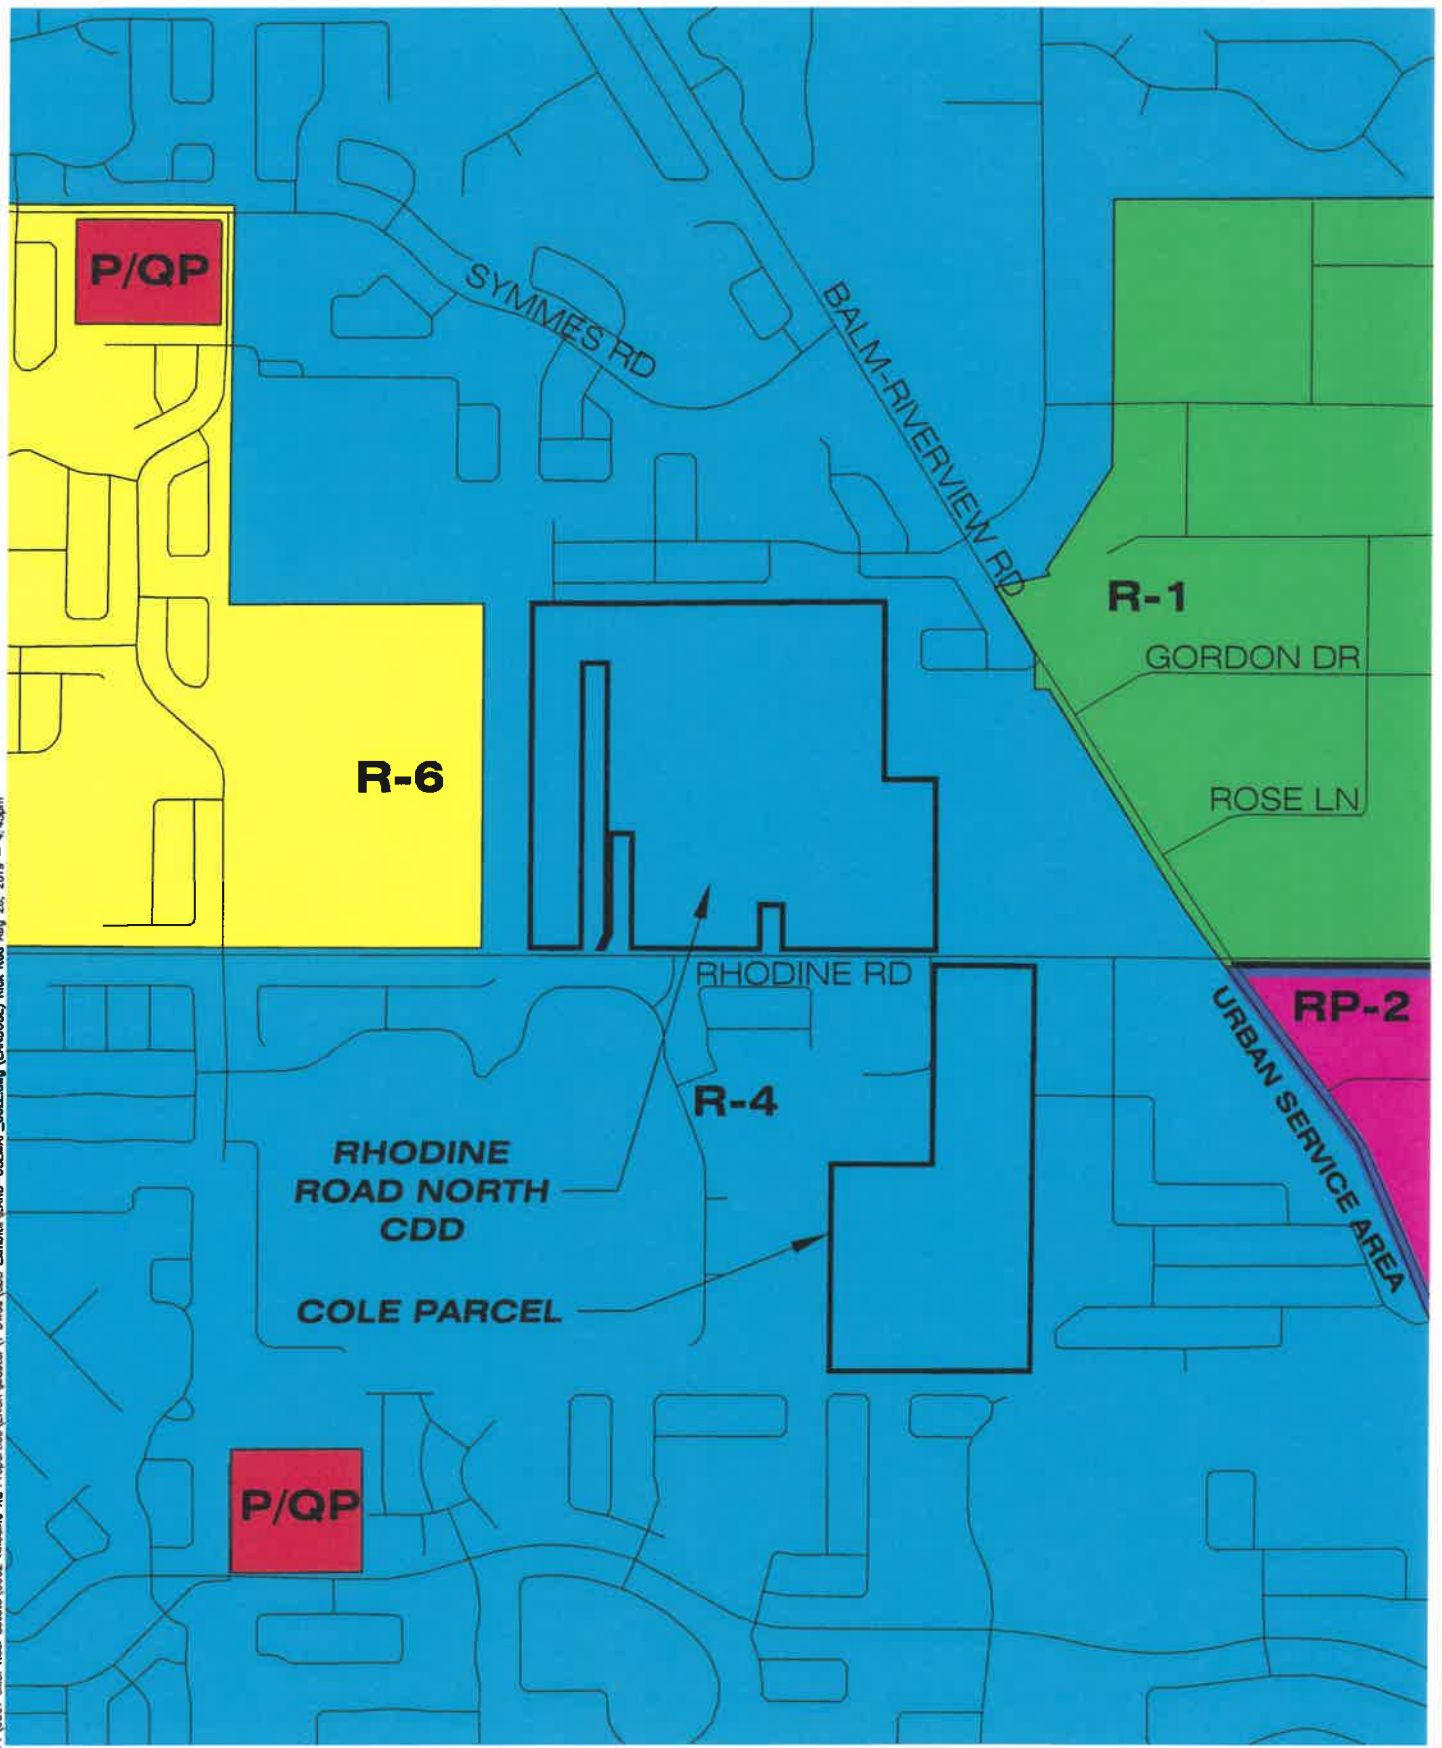 P/QP
SYMMES RD
BALM-RIVERVIEW RD
R-1
GORDON DR
R-6
ROSE LN
RHODINE RD
RP-2
URBAN SERVICE AREA
R-4
RHODINE
ROAD NORTH
CDD
COLE PARCEL
P/QP